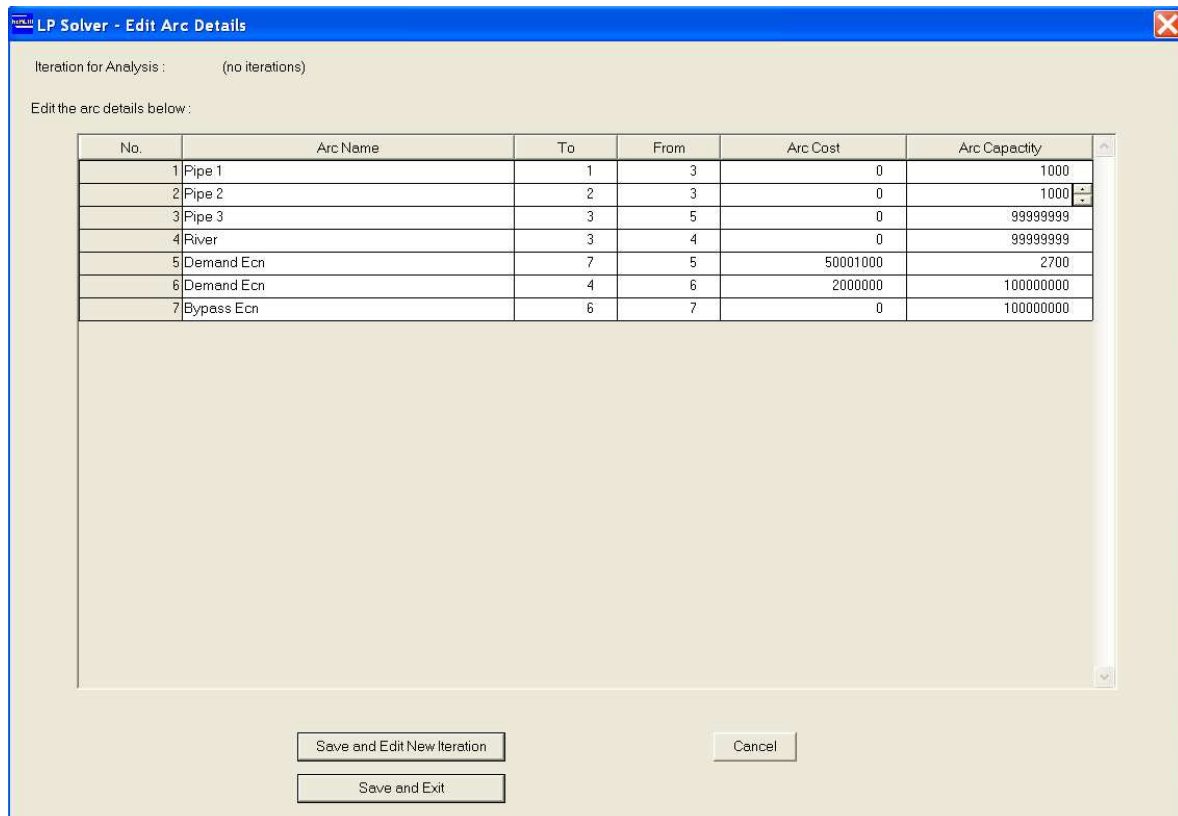 LP Solver - Edit Arc Details
Iteration for Analysis : (no iterations)
Edit the arc details below :
No. Arc Name To From Arc Cost Arc Capactity
1 Pipe 1 1 3 0 1000
2 Pipe 2 2 3 0 1000
3 Pipe 3 3 5 0 99999999
4 River 3 4 0 99999999
5 Demand Ecn 7 5 50001000 2700
6 Demand Ecn 4 6 2000000 100000000
7 Bypass Ecn 6 7 0 100000000
Save and Edit New Iteration Cancel
Save and Exit